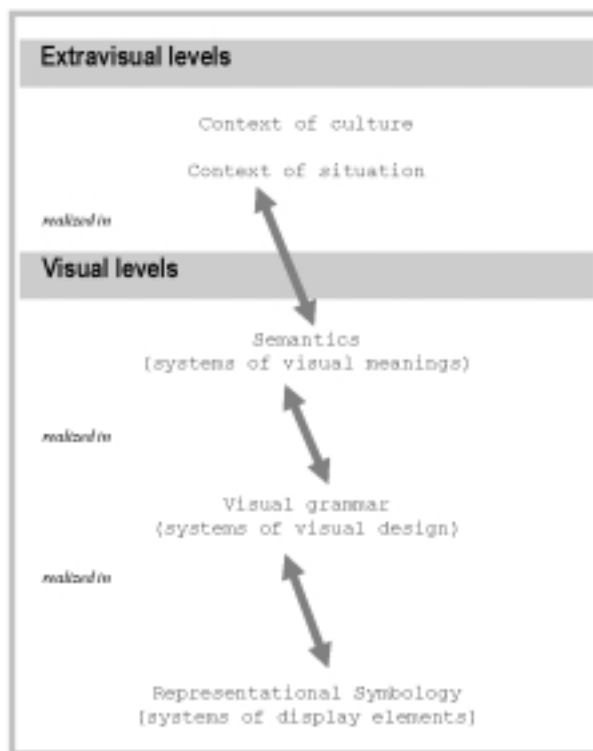 Extravisual levels
Context of culture
Context of situation
realized in
Visual levels
Semantics
(systems of visual meanings)
realized in
Visual grammar
(systems of visual design)
realized in
Representational Symbology
(systems of display elements)